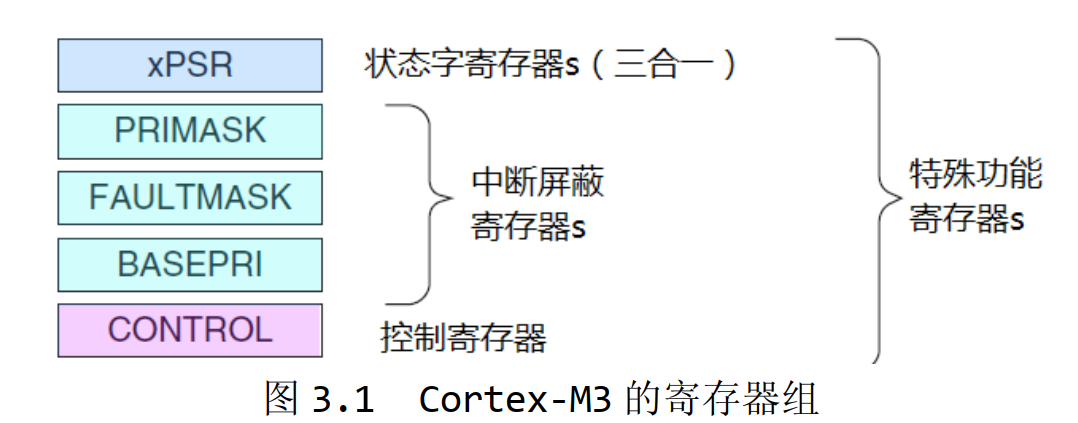 xPSR 状态字寄存器s（三合一）
PRIMASK
FAULTMASK
BASEPRI
中断屏蔽
寄存器s
CONTROL 控制寄存器
特殊功能
寄存器s
图 3.1 Cortex-M3 的寄存器组